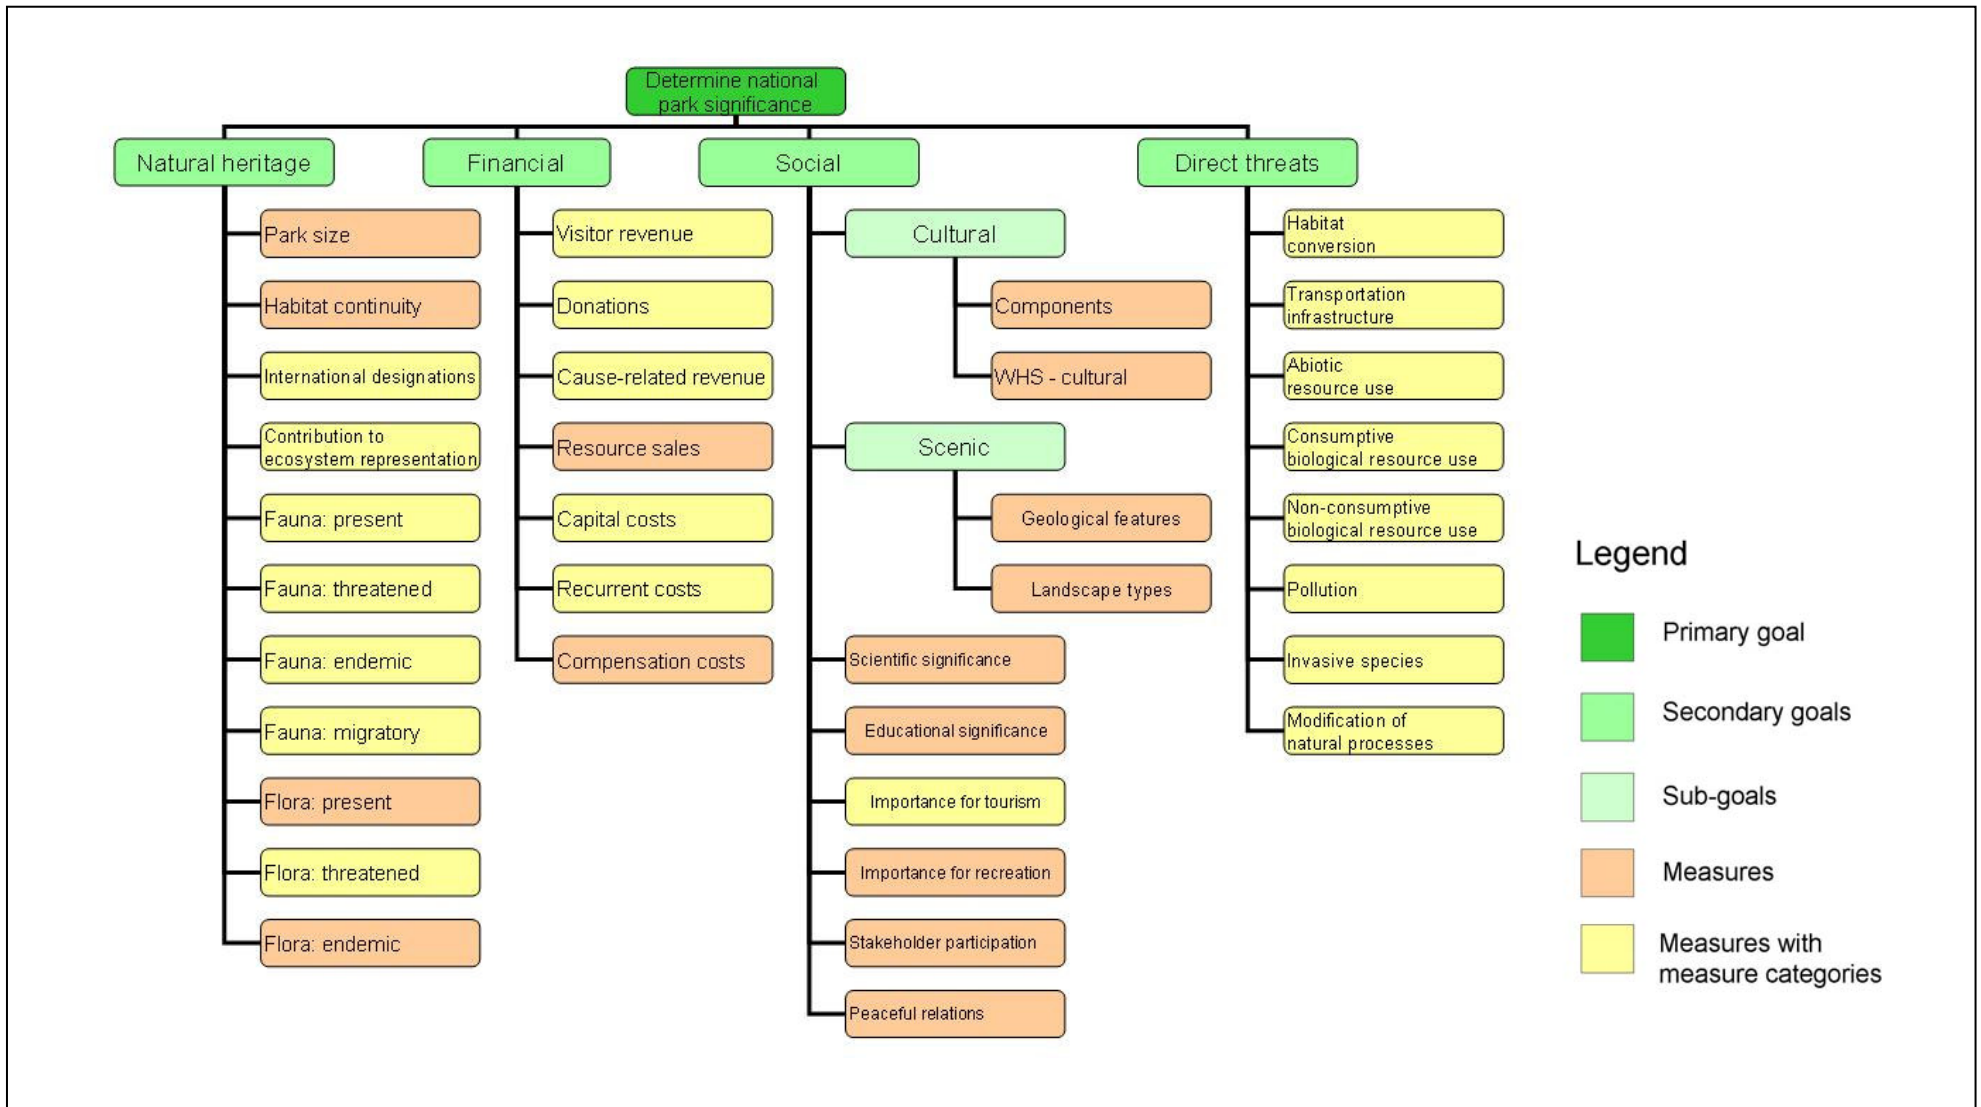 Determine national
park significance
Natural heritage
Financial
Social
Direct threats
Park size
Habitat continuity
International designations
Contribution to
ecosystem representation
Fauna: present
Fauna: threatened
Fauna: endemic
Fauna: migratory
Flora: present
Flora: threatened
Flora: endemic
Visitor revenue
Donations
Cause-related revenue
Resource sales
Capital costs
Recurrent costs
Compensation costs
Cultural
Components
WHS - cultural
Scenic
Geological features
Landscape types
Scientific significance
Educational significance
Importance for tourism
Importance for recreation
Stakeholder participation
Peaceful relations
Habitat
conversion
Transportation
infrastructure
Abiotic
resource use
Consumptive
biological resource use
Non-consumptive
biological resource use
Pollution
Invasive species
Modification of
natural processes
Legend
Primary goal
Secondary goals
Sub-goals
Measures
Measures with
measure categories